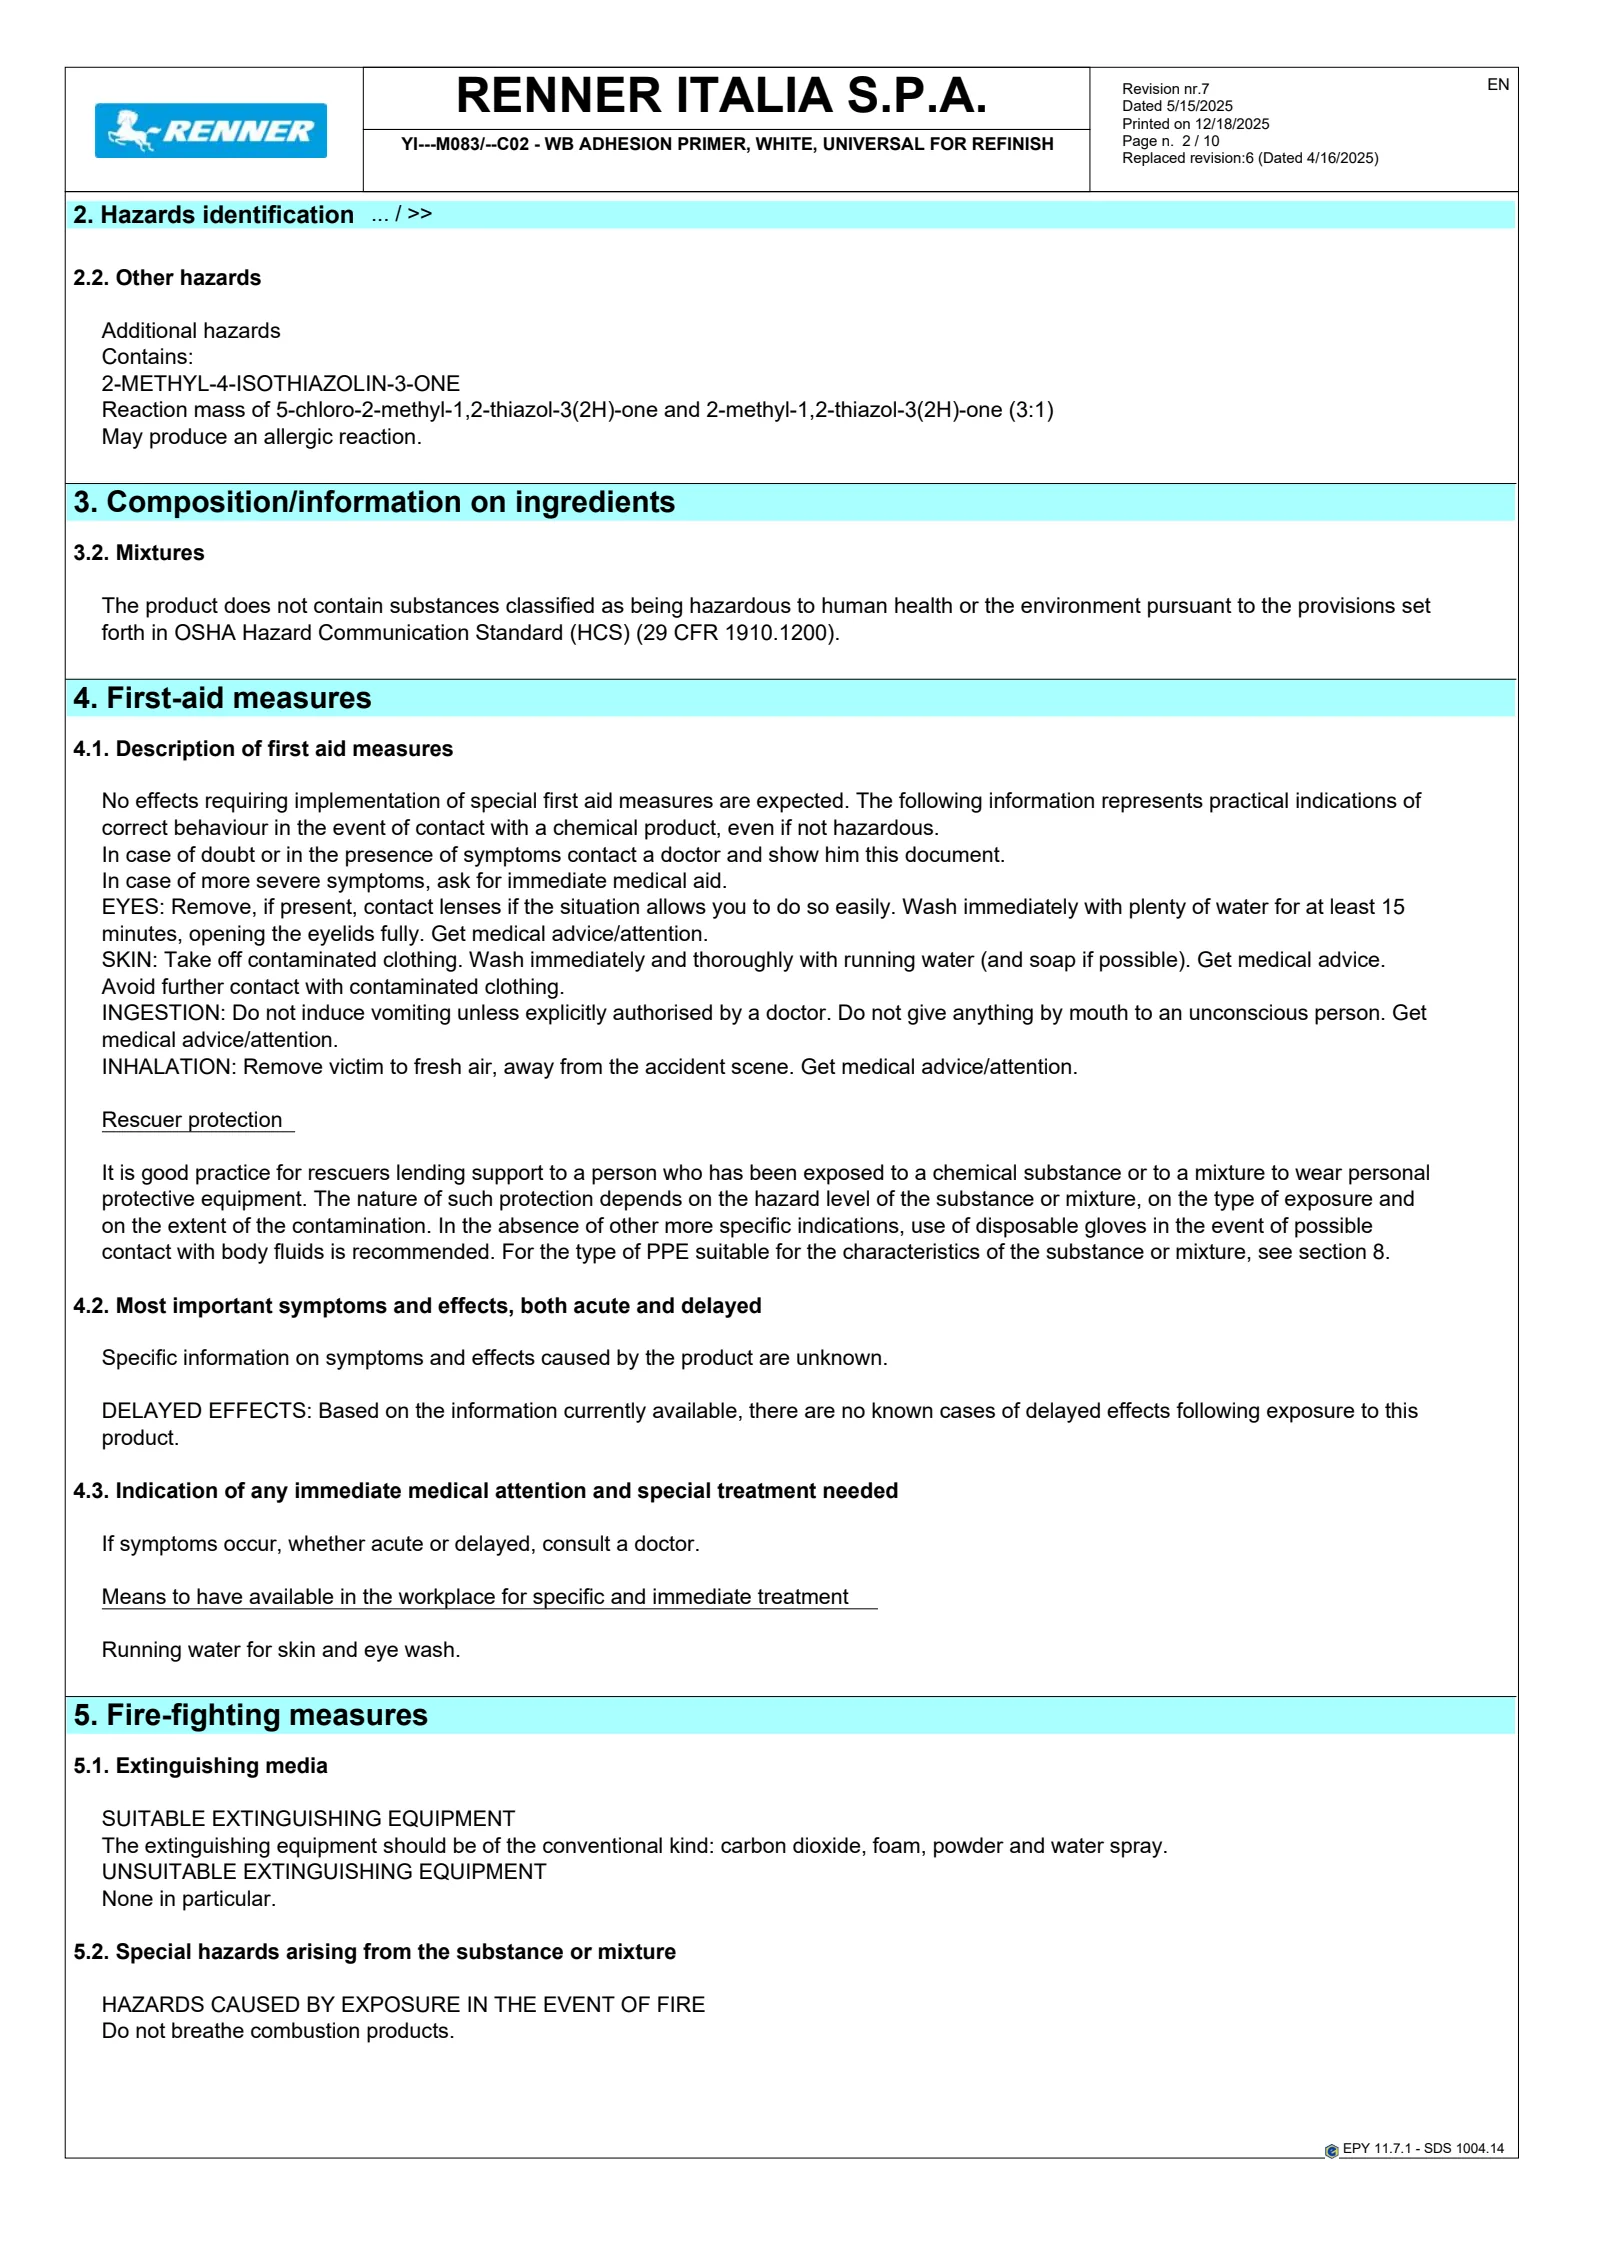 RENNER
RENNER ITALIA S.P.A.
YI---M083/--C02 - WB ADHESION PRIMER, WHITE, UNIVERSAL FOR REFINISH
EN
Revision nr.7
Dated 5/15/2025
Printed on 12/18/2025
Page n. 2 / 10
Replaced revision:6 (Dated 4/16/2025)
2. Hazards identification ... / >>
2.2. Other hazards
Additional hazards
Contains:
2-METHYL-4-ISOTHIAZOLIN-3-ONE
Reaction mass of 5-chloro-2-methyl-1,2-thiazol-3(2H)-one and 2-methyl-1,2-thiazol-3(2H)-one (3:1)
May produce an allergic reaction.
3. Composition/information on ingredients
3.2. Mixtures
The product does not contain substances classified as being hazardous to human health or the environment pursuant to the provisions set
forth in OSHA Hazard Communication Standard (HCS) (29 CFR 1910.1200).
4. First-aid measures
4.1. Description of first aid measures
No effects requiring implementation of special first aid measures are expected. The following information represents practical indications of
correct behaviour in the event of contact with a chemical product, even if not hazardous.
In case of doubt or in the presence of symptoms contact a doctor and show him this document.
In case of more severe symptoms, ask for immediate medical aid.
EYES: Remove, if present, contact lenses if the situation allows you to do so easily. Wash immediately with plenty of water for at least 15
minutes, opening the eyelids fully. Get medical advice/attention.
SKIN: Take off contaminated clothing. Wash immediately and thoroughly with running water (and soap if possible). Get medical advice.
Avoid further contact with contaminated clothing.
INGESTION: Do not induce vomiting unless explicitly authorised by a doctor. Do not give anything by mouth to an unconscious person. Get
medical advice/attention.
INHALATION: Remove victim to fresh air, away from the accident scene. Get medical advice/attention.
Rescuer protection
It is good practice for rescuers lending support to a person who has been exposed to a chemical substance or to a mixture to wear personal
protective equipment. The nature of such protection depends on the hazard level of the substance or mixture, on the type of exposure and
on the extent of the contamination. In the absence of other more specific indications, use of disposable gloves in the event of possible
contact with body fluids is recommended. For the type of PPE suitable for the characteristics of the substance or mixture, see section 8.
4.2. Most important symptoms and effects, both acute and delayed
Specific information on symptoms and effects caused by the product are unknown.
DELAYED EFFECTS: Based on the information currently available, there are no known cases of delayed effects following exposure to this
product.
4.3. Indication of any immediate medical attention and special treatment needed
If symptoms occur, whether acute or delayed, consult a doctor.
Means to have available in the workplace for specific and immediate treatment
Running water for skin and eye wash.
5. Fire-fighting measures
5.1. Extinguishing media
SUITABLE EXTINGUISHING EQUIPMENT
The extinguishing equipment should be of the conventional kind: carbon dioxide, foam, powder and water spray.
UNSUITABLE EXTINGUISHING EQUIPMENT
None in particular.
5.2. Special hazards arising from the substance or mixture
HAZARDS CAUSED BY EXPOSURE IN THE EVENT OF FIRE
Do not breathe combustion products.
EPY 11.7.1 - SDS 1004.14